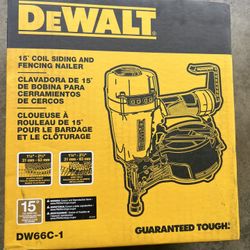 DEWALT®
15° COIL SIDING AND
FENCING NAILER
CLAVADORA DE 15°
DE BOBINA PARA
CERRAMIENTOS
DE CERCOS
CLOUEUSE À
ROULEAU DE 15°
POUR LE BARDAGE
ET LE CLÔTURAGE
15°
DW66C-1
GUARANTEED TOUGH.